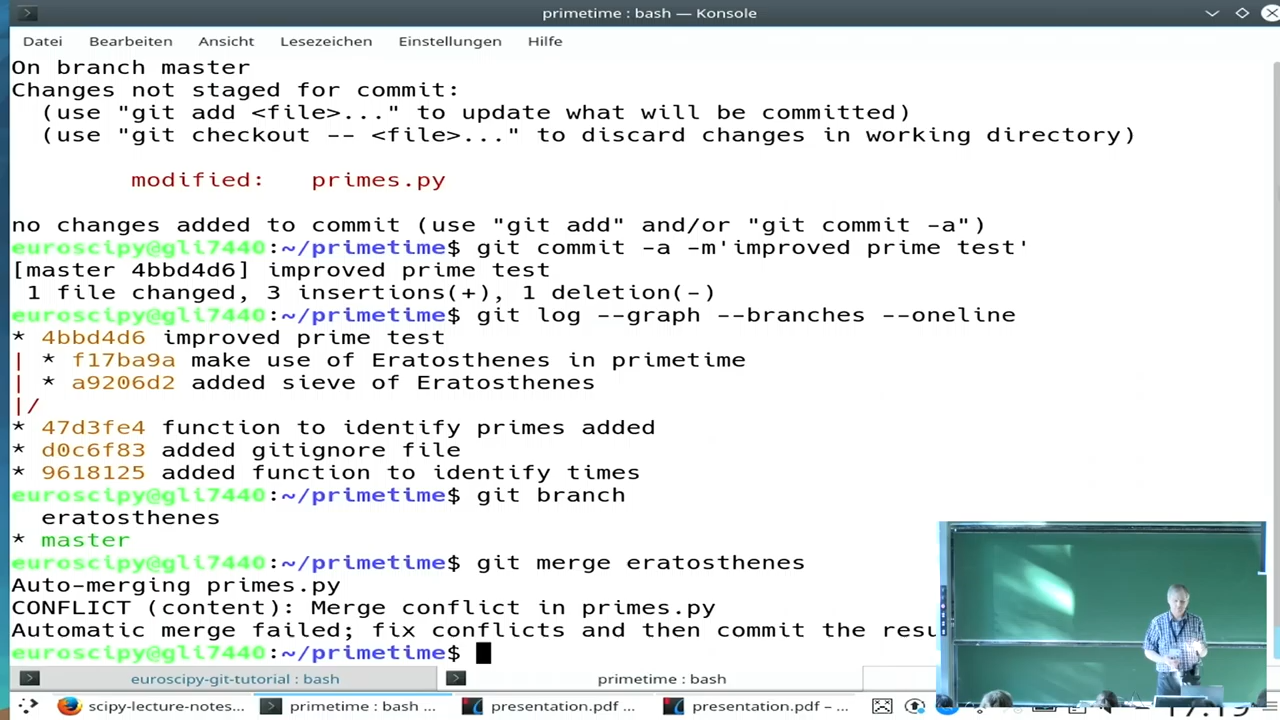 primetime : bash — Konsole
Datei Bearbeiten Ansicht Lesezeichen Einstellungen Hilfe
On branch master
Changes not staged for commit:
(use "git add <file>..." to update what will be committed)
(use "git checkout -- <file>..." to discard changes in working directory)
modified: primes.py
no changes added to commit (use "git add" and/or "git commit -a")
euroscipy@gli7440:~/primetime$ git commit -a -m'improved prime test'
[master 4bbd4d6] improved prime test
1 file changed, 3 insertions(+), 1 deletion(-)
euroscipy@gli7440:~/primetime$ git log --graph --branches --oneline
* 4bbd4d6 improved prime test
| * f17ba9a make use of Eratosthenes in primetime
| * a9206d2 added sieve of Eratosthenes
|/
* 47d3fe4 function to identify primes added
* d0c6f83 added gitignore file
* 9618125 added function to identify times
euroscipy@gli7440:~/primetime$ git branch
eratosthenes
* master
euroscipy@gli7440:~/primetime$ git merge eratosthenes
Auto-merging primes.py
CONFLICT (content): Merge conflict in primes.py
Automatic merge failed; fix conflicts and then commit the resu
euroscipy@gli7440:~/primetime$
euroscipy-git-tutorial : bash primetime : bash
scipy-lecture-notes... primetime : bash ... presentation.pdf ... presentation.pdf – ...